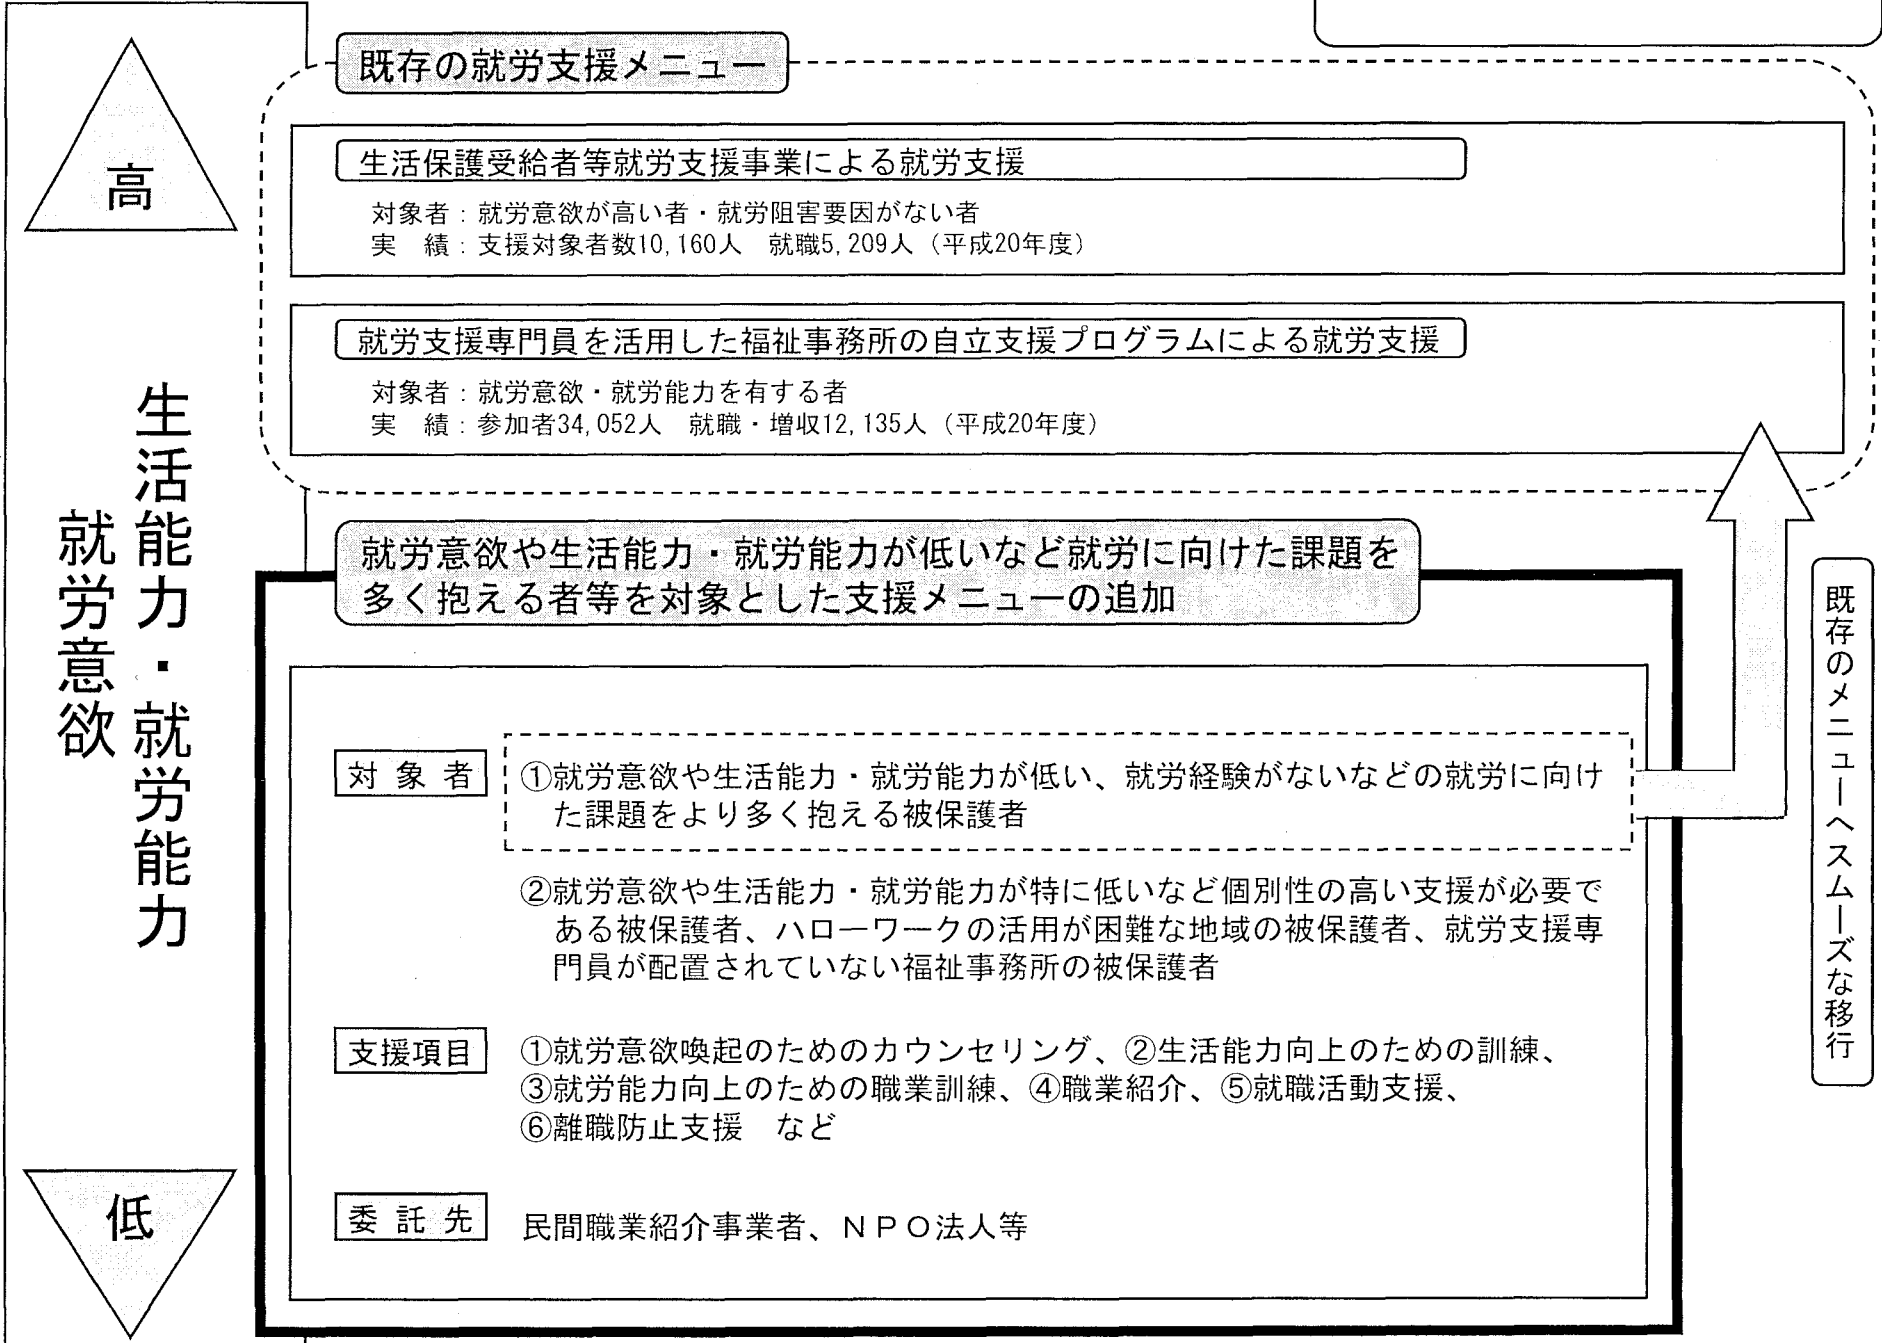 高
生活能力・就労能力
就労意欲
低
既存の就労支援メニュー
生活保護受給者等就労支援事業による就労支援
対象者：就労意欲が高い者・就労阻害要因がない者
実　績：支援対象者数10,160人　就職5,209人（平成20年度）
就労支援専門員を活用した福祉事務所の自立支援プログラムによる就労支援
対象者：就労意欲・就労能力を有する者
実　績：参加者34,052人　就職・増収12,135人（平成20年度）
就労意欲や生活能力・就労能力が低いなど就労に向けた課題を
多く抱える者等を対象とした支援メニューの追加
対象者
①就労意欲や生活能力・就労能力が低い、就労経験がないなどの就労に向け
た課題をより多く抱える被保護者
②就労意欲や生活能力・就労能力が特に低いなど個別性の高い支援が必要で
ある被保護者、ハローワークの活用が困難な地域の被保護者、就労支援専
門員が配置されていない福祉事務所の被保護者
支援項目
①就労意欲喚起のためのカウンセリング、②生活能力向上のための訓練、
③就労能力向上のための職業訓練、④職業紹介、⑤就職活動支援、
⑥離職防止支援　など
委託先
民間職業紹介事業者、ＮＰＯ法人等
既存のメニューへスムーズな移行